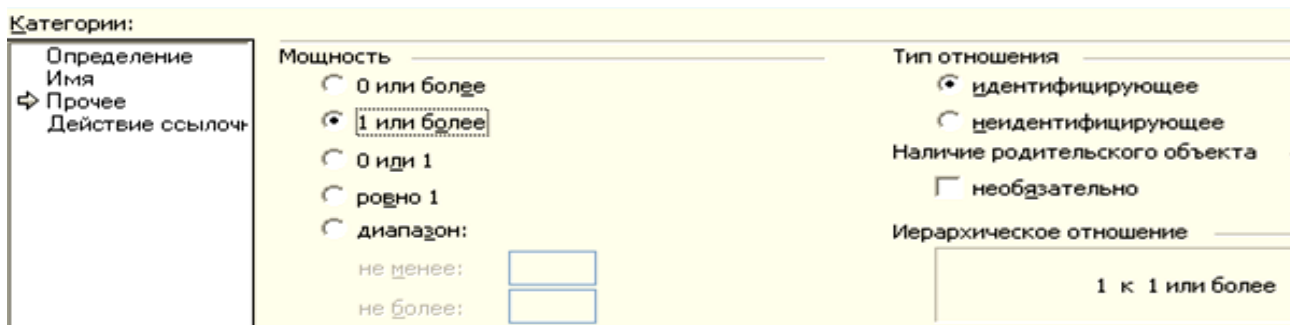 Категории:
Определение
Имя
Прочее
Действие ссылочн
Мощность
0 или более
1 или более
0 или 1
ровно 1
диапазон:
не менее:
не более:
Тип отношения
идентифицирующее
неидентифицирующее
Наличие родительского объекта
необязательно
Иерархическое отношение
1 к 1 или более